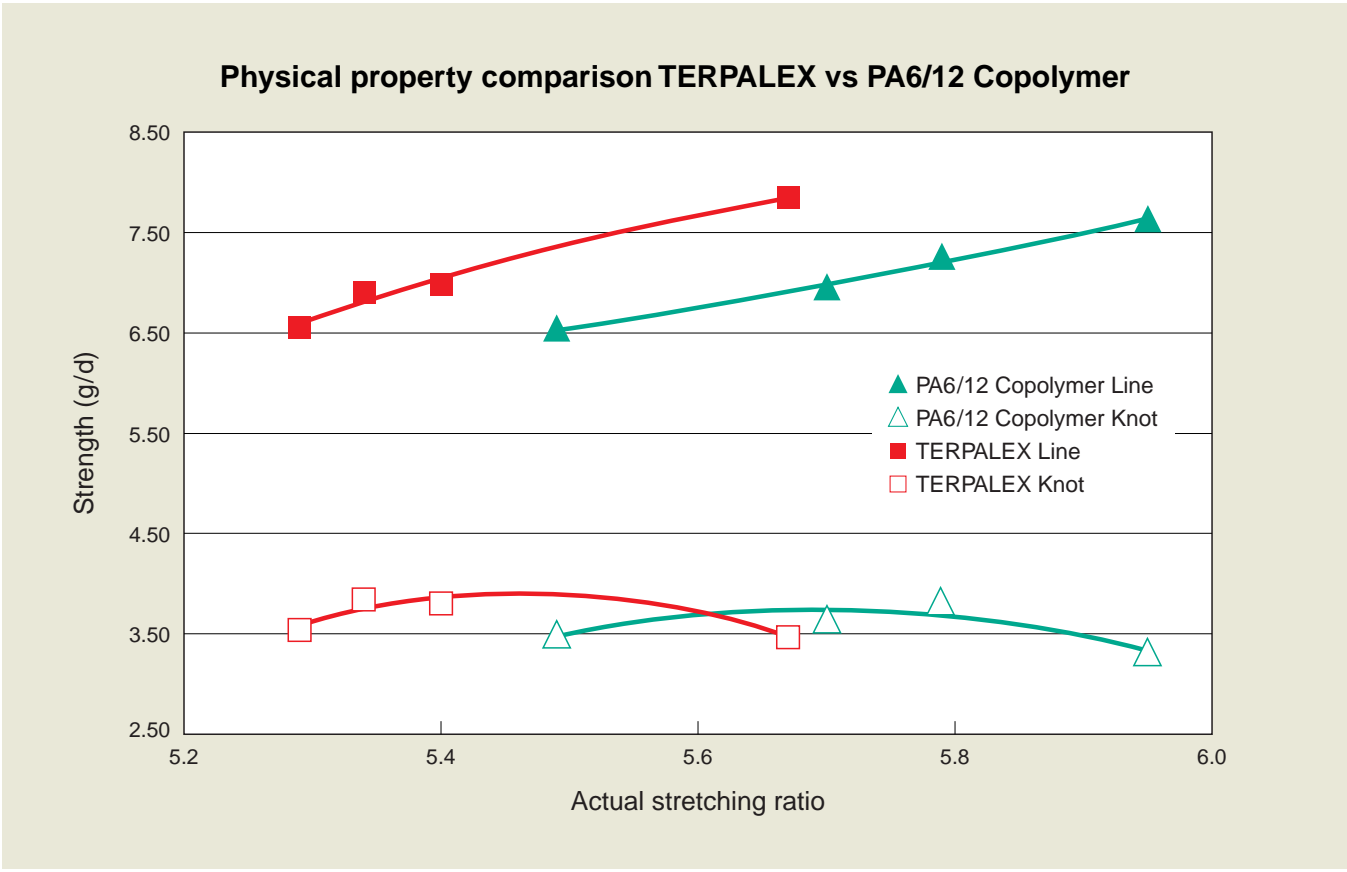 Physical property comparison TERPALEX vs PA6/12 Copolymer
8.50
7.50
6.50
5.50
4.50
3.50
2.50
Strength (g/d)
PA6/12 Copolymer Line
PA6/12 Copolymer Knot
TERPALEX Line
TERPALEX Knot
5.2 5.4 5.6 5.8 6.0
Actual stretching ratio